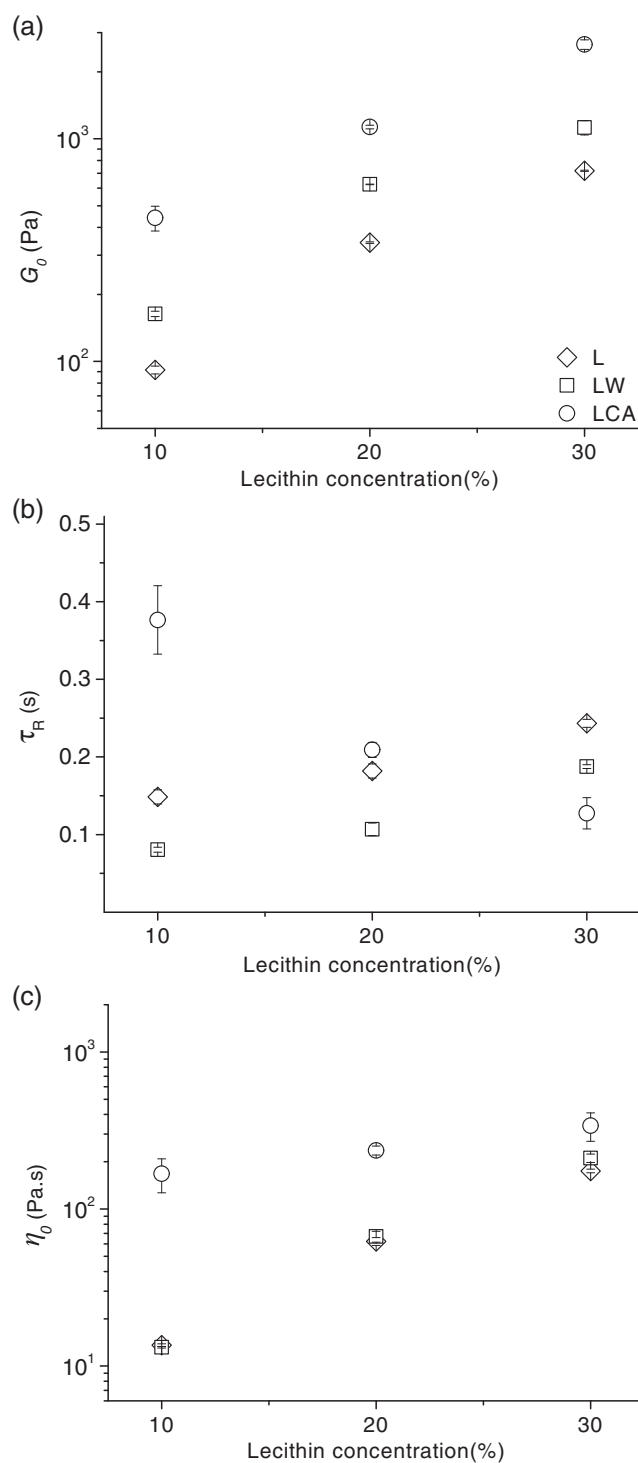 (a)
10³
10²
G₀ (Pa)
L
LW
LCA
10 20 30
Lecithin concentration(%)
(b)
0.5
0.4
0.3
0.2
0.1
τR (s)
10 20 30
Lecithin concentration(%)
(c)
10³
10²
10¹
η₀ (Pa.s)
10 20 30
Lecithin concentration(%)